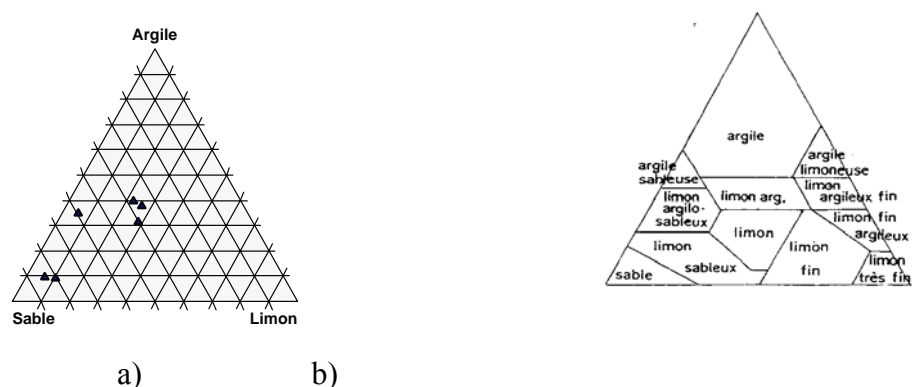 Argile
Sable
Limon
a)
b)
argile
argile
limoneuse
argile
sableuse
limon
argilo-
sableux
limon arg.
limon
argileux fin
limon fin
argileux
limon
limon
sableux
limon
fin
sable
limon
très fin